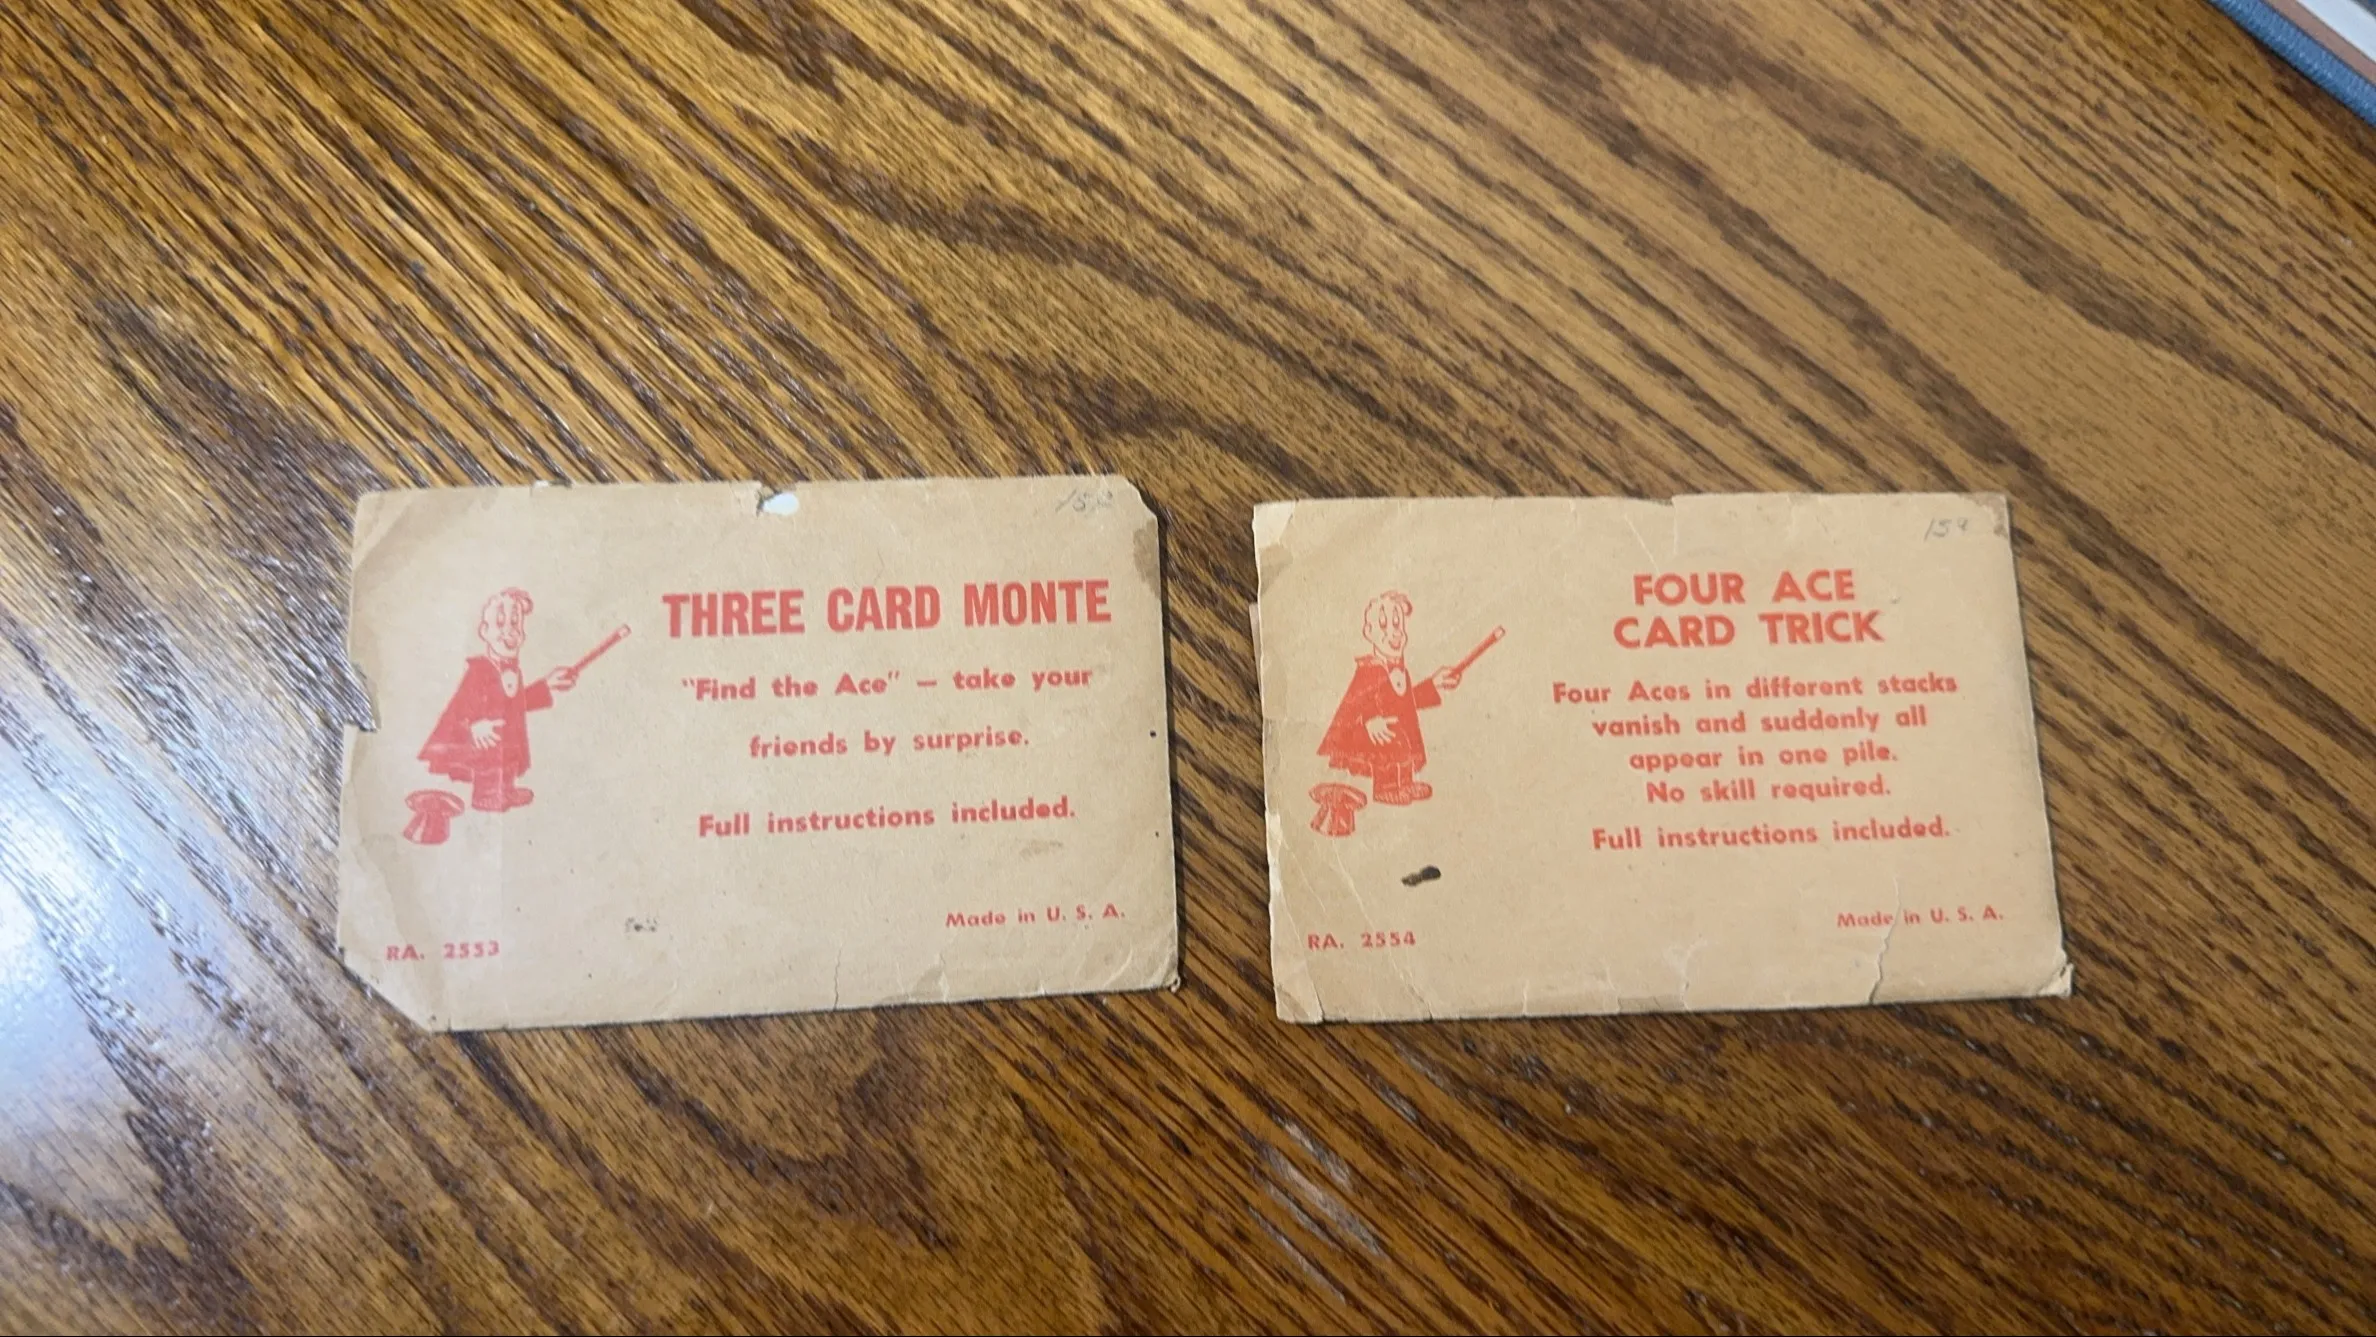 THREE CARD MONTE
"Find the Ace" — take your
friends by surprise.
Full instructions included.
Made in U. S. A.
RA. 2553
15¢
FOUR ACE
CARD TRICK
Four Aces in different stacks
vanish and suddenly all
appear in one pile.
No skill required.
Full instructions included.
Made in U. S. A.
RA. 2554